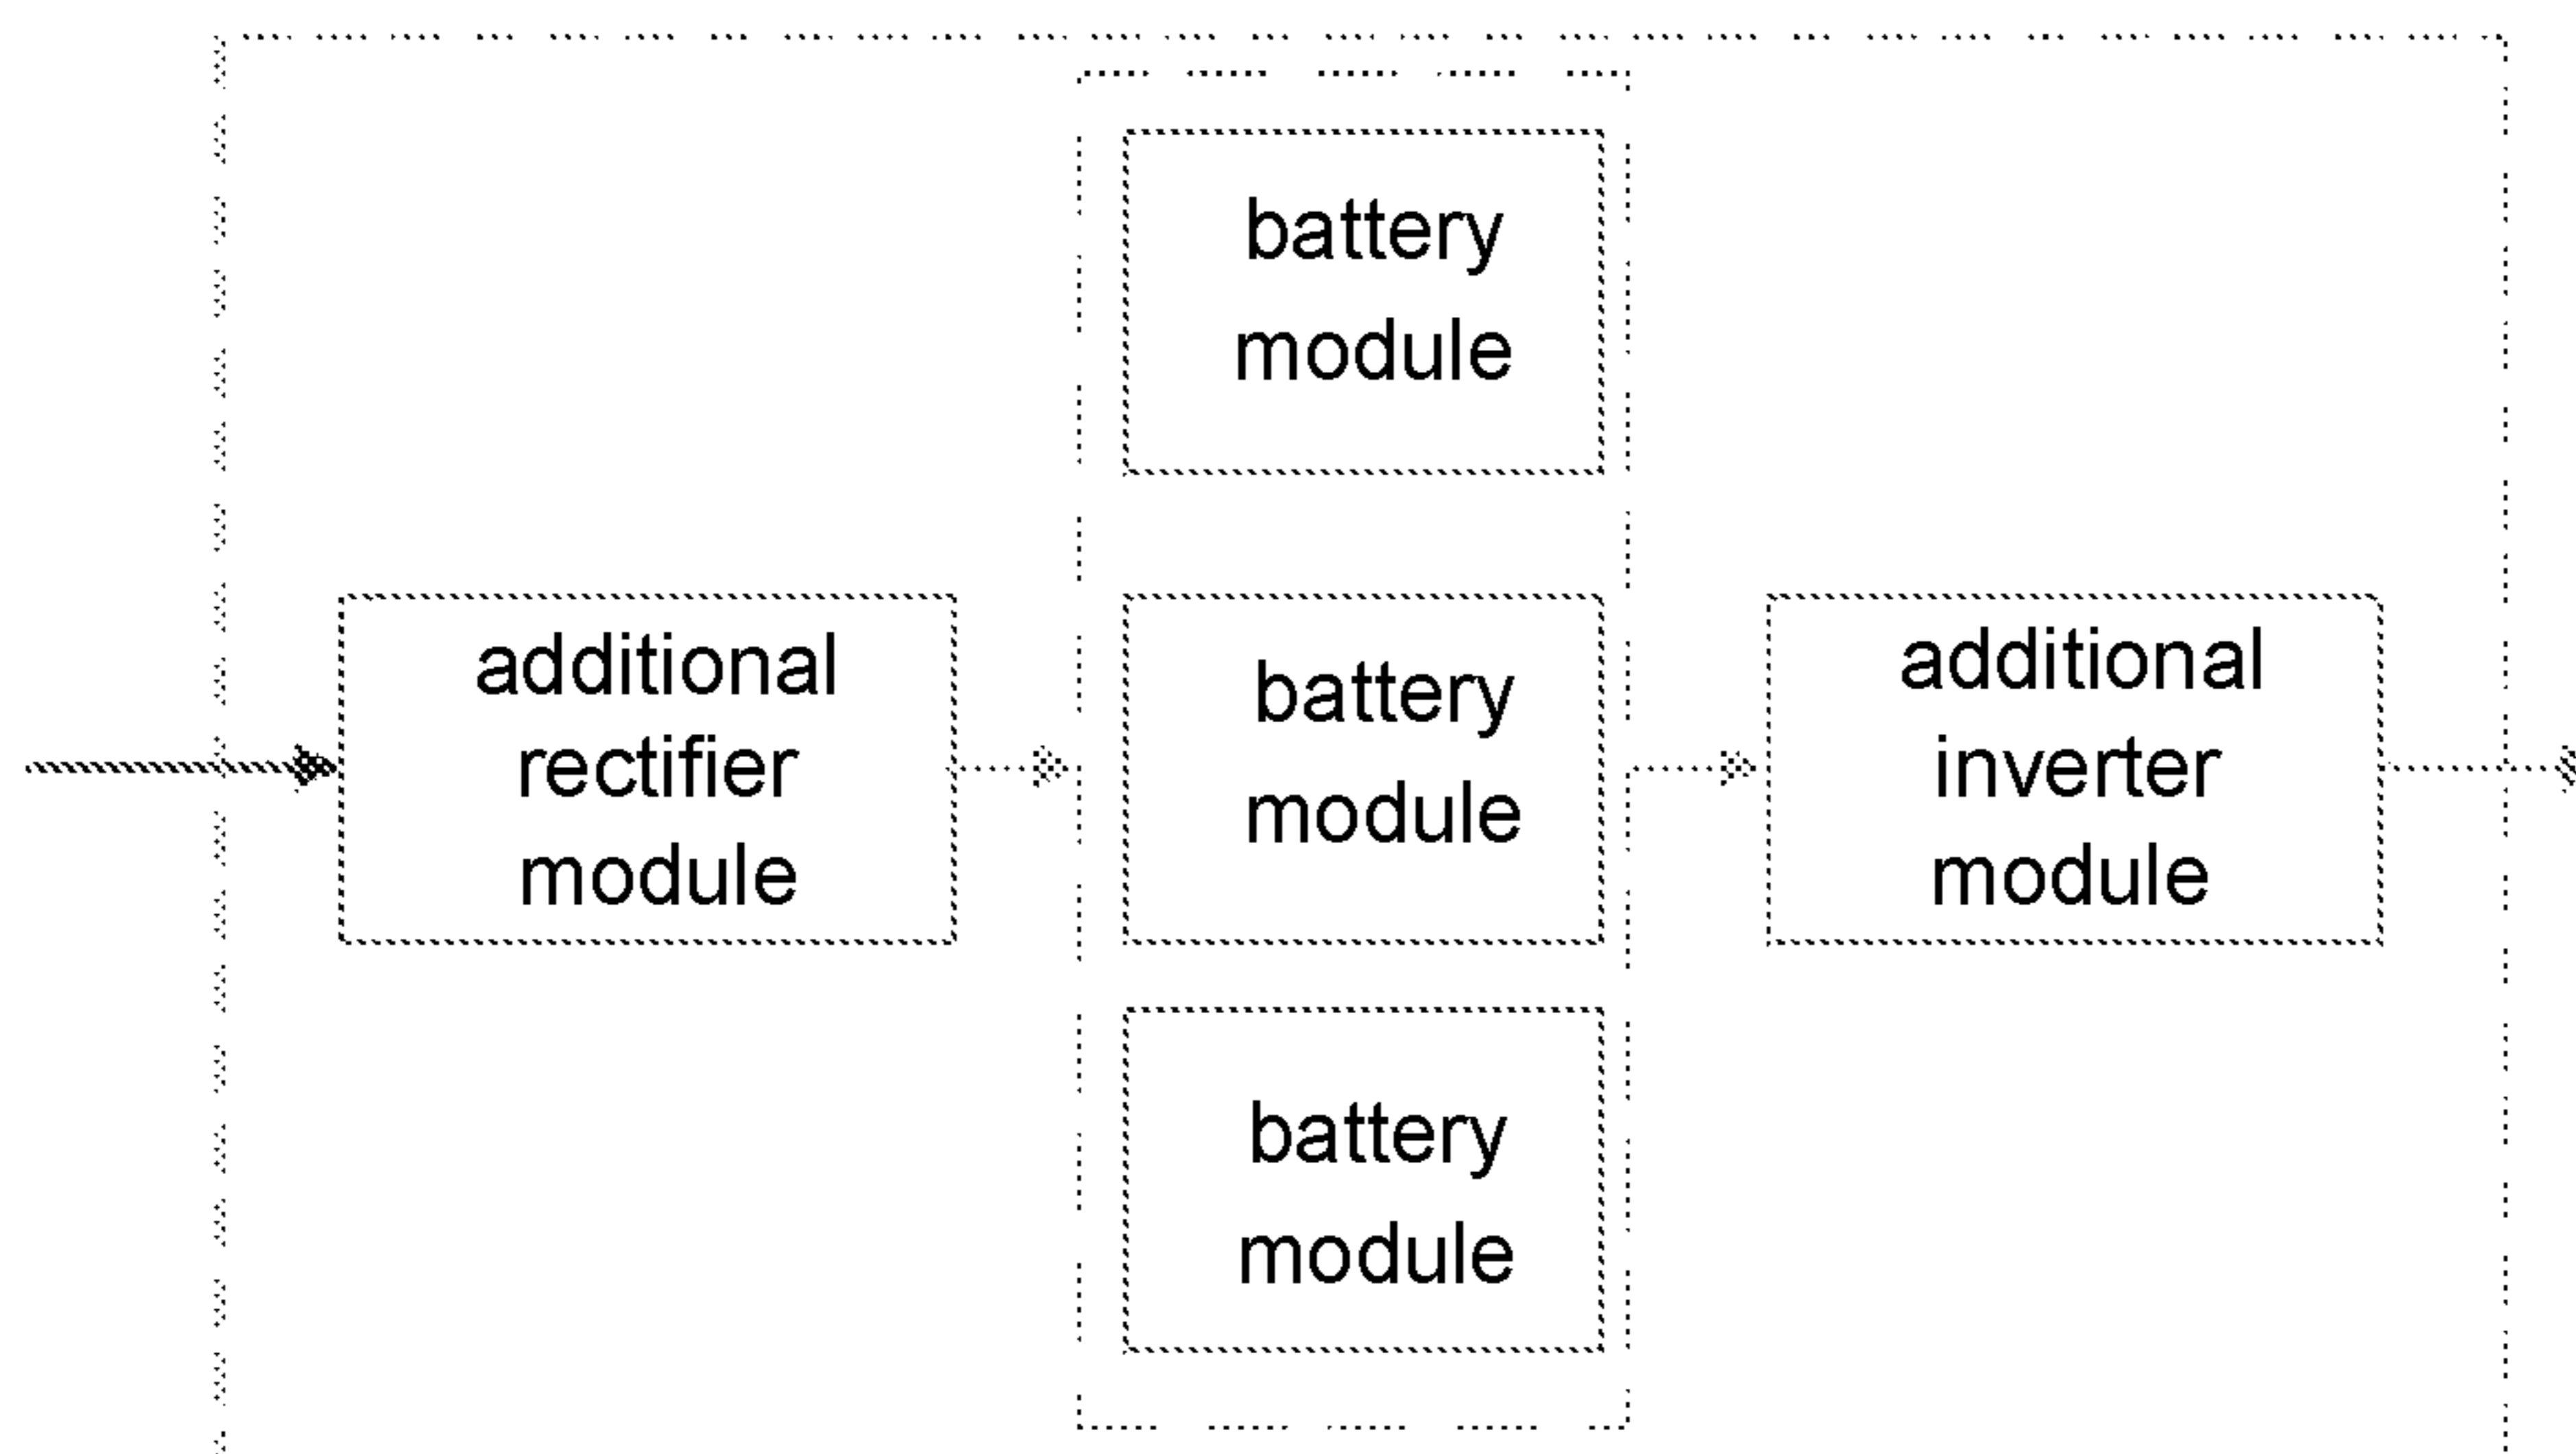 battery
module
additional
rectifier
module
battery
module
additional
inverter
module
battery
module